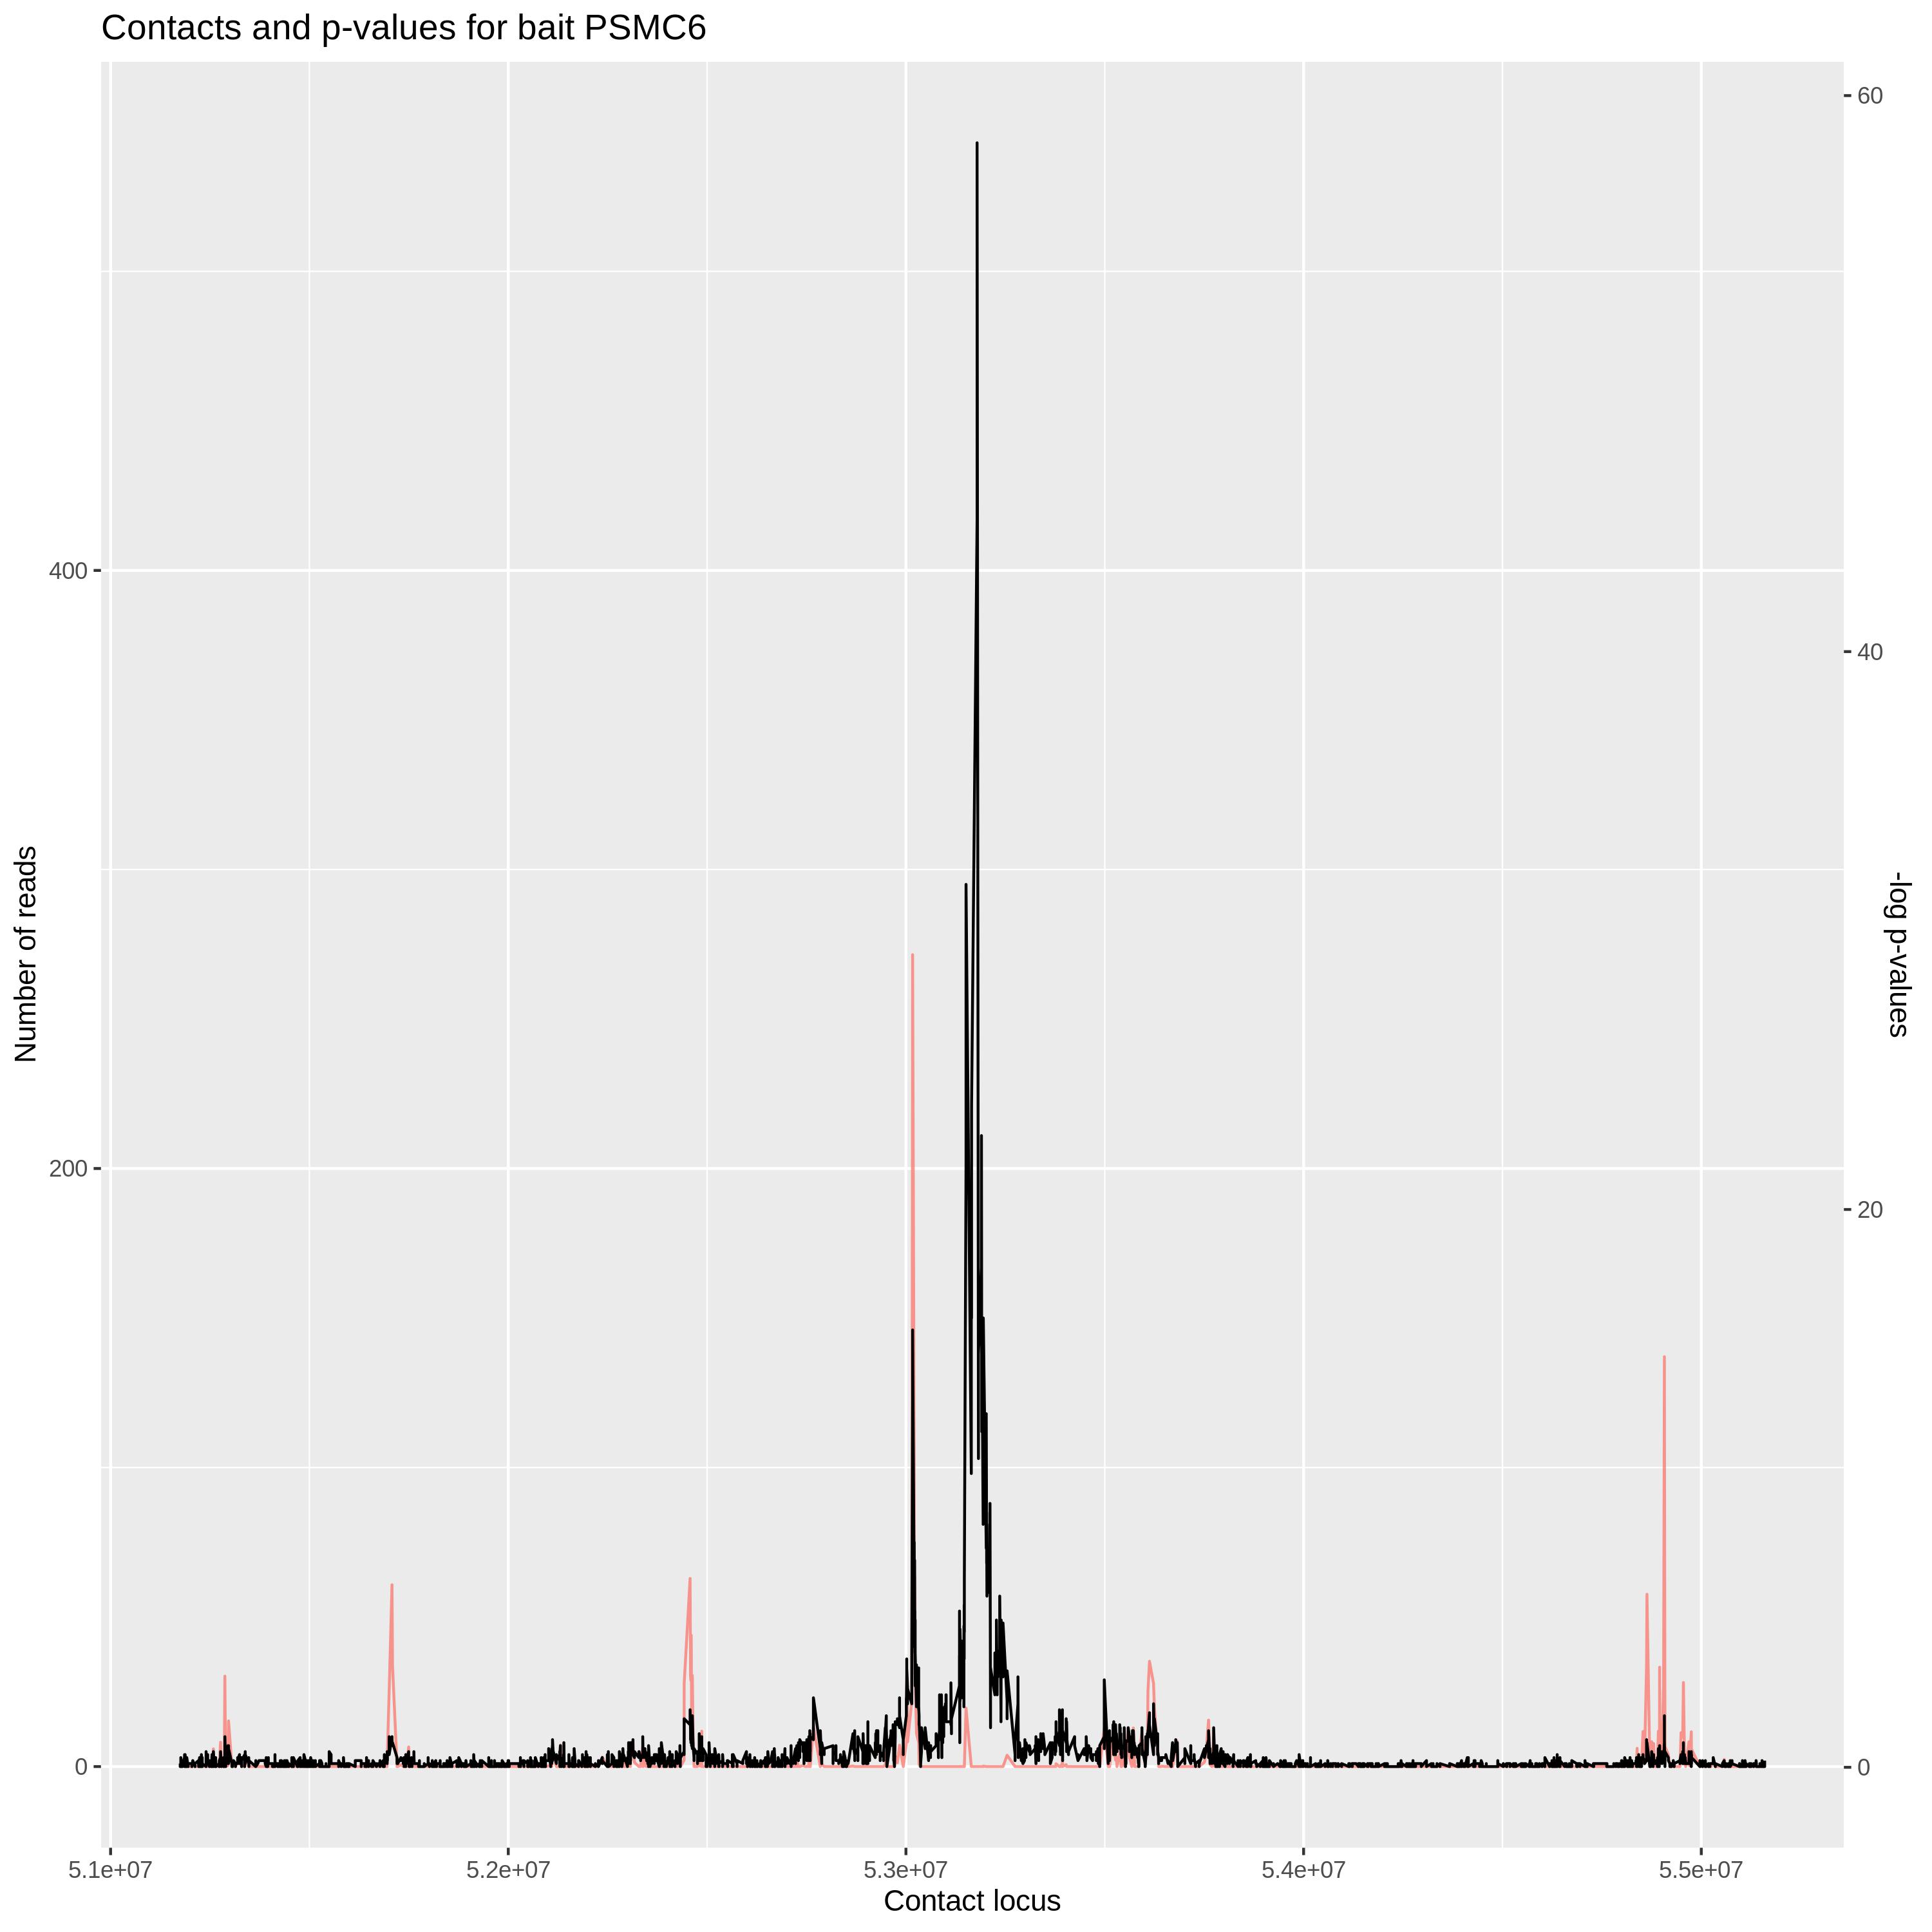 Contacts and p-values for bait PSMC6
60
400
40
Number of reads
-log p-values
200
20
0
0
5.1e+07
5.2e+07
5.3e+07
5.4e+07
5.5e+07
Contact locus